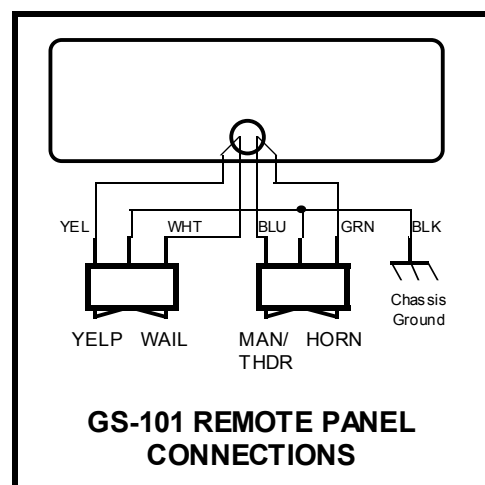 YEL WHT BLU GRN BLK
Chassis
Ground
YELP WAIL MAN/ HORN
THDR
GS-101 REMOTE PANEL
CONNECTIONS